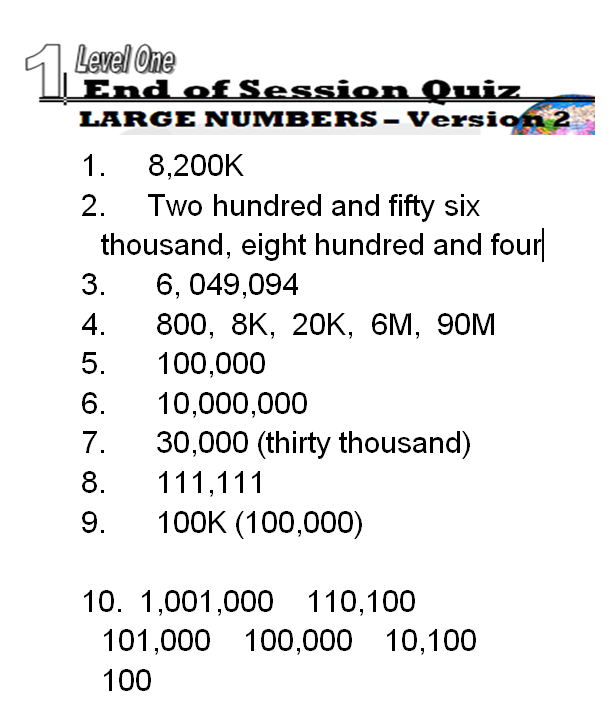 1 Level One
End of Session Quiz
LARGE NUMBERS – Version 2
1. 8,200K
2. Two hundred and fifty six
thousand, eight hundred and four
3. 6, 049,094
4. 800, 8K, 20K, 6M, 90M
5. 100,000
6. 10,000,000
7. 30,000 (thirty thousand)
8. 111,111
9. 100K (100,000)
10. 1,001,000 110,100
101,000 100,000 10,100
100